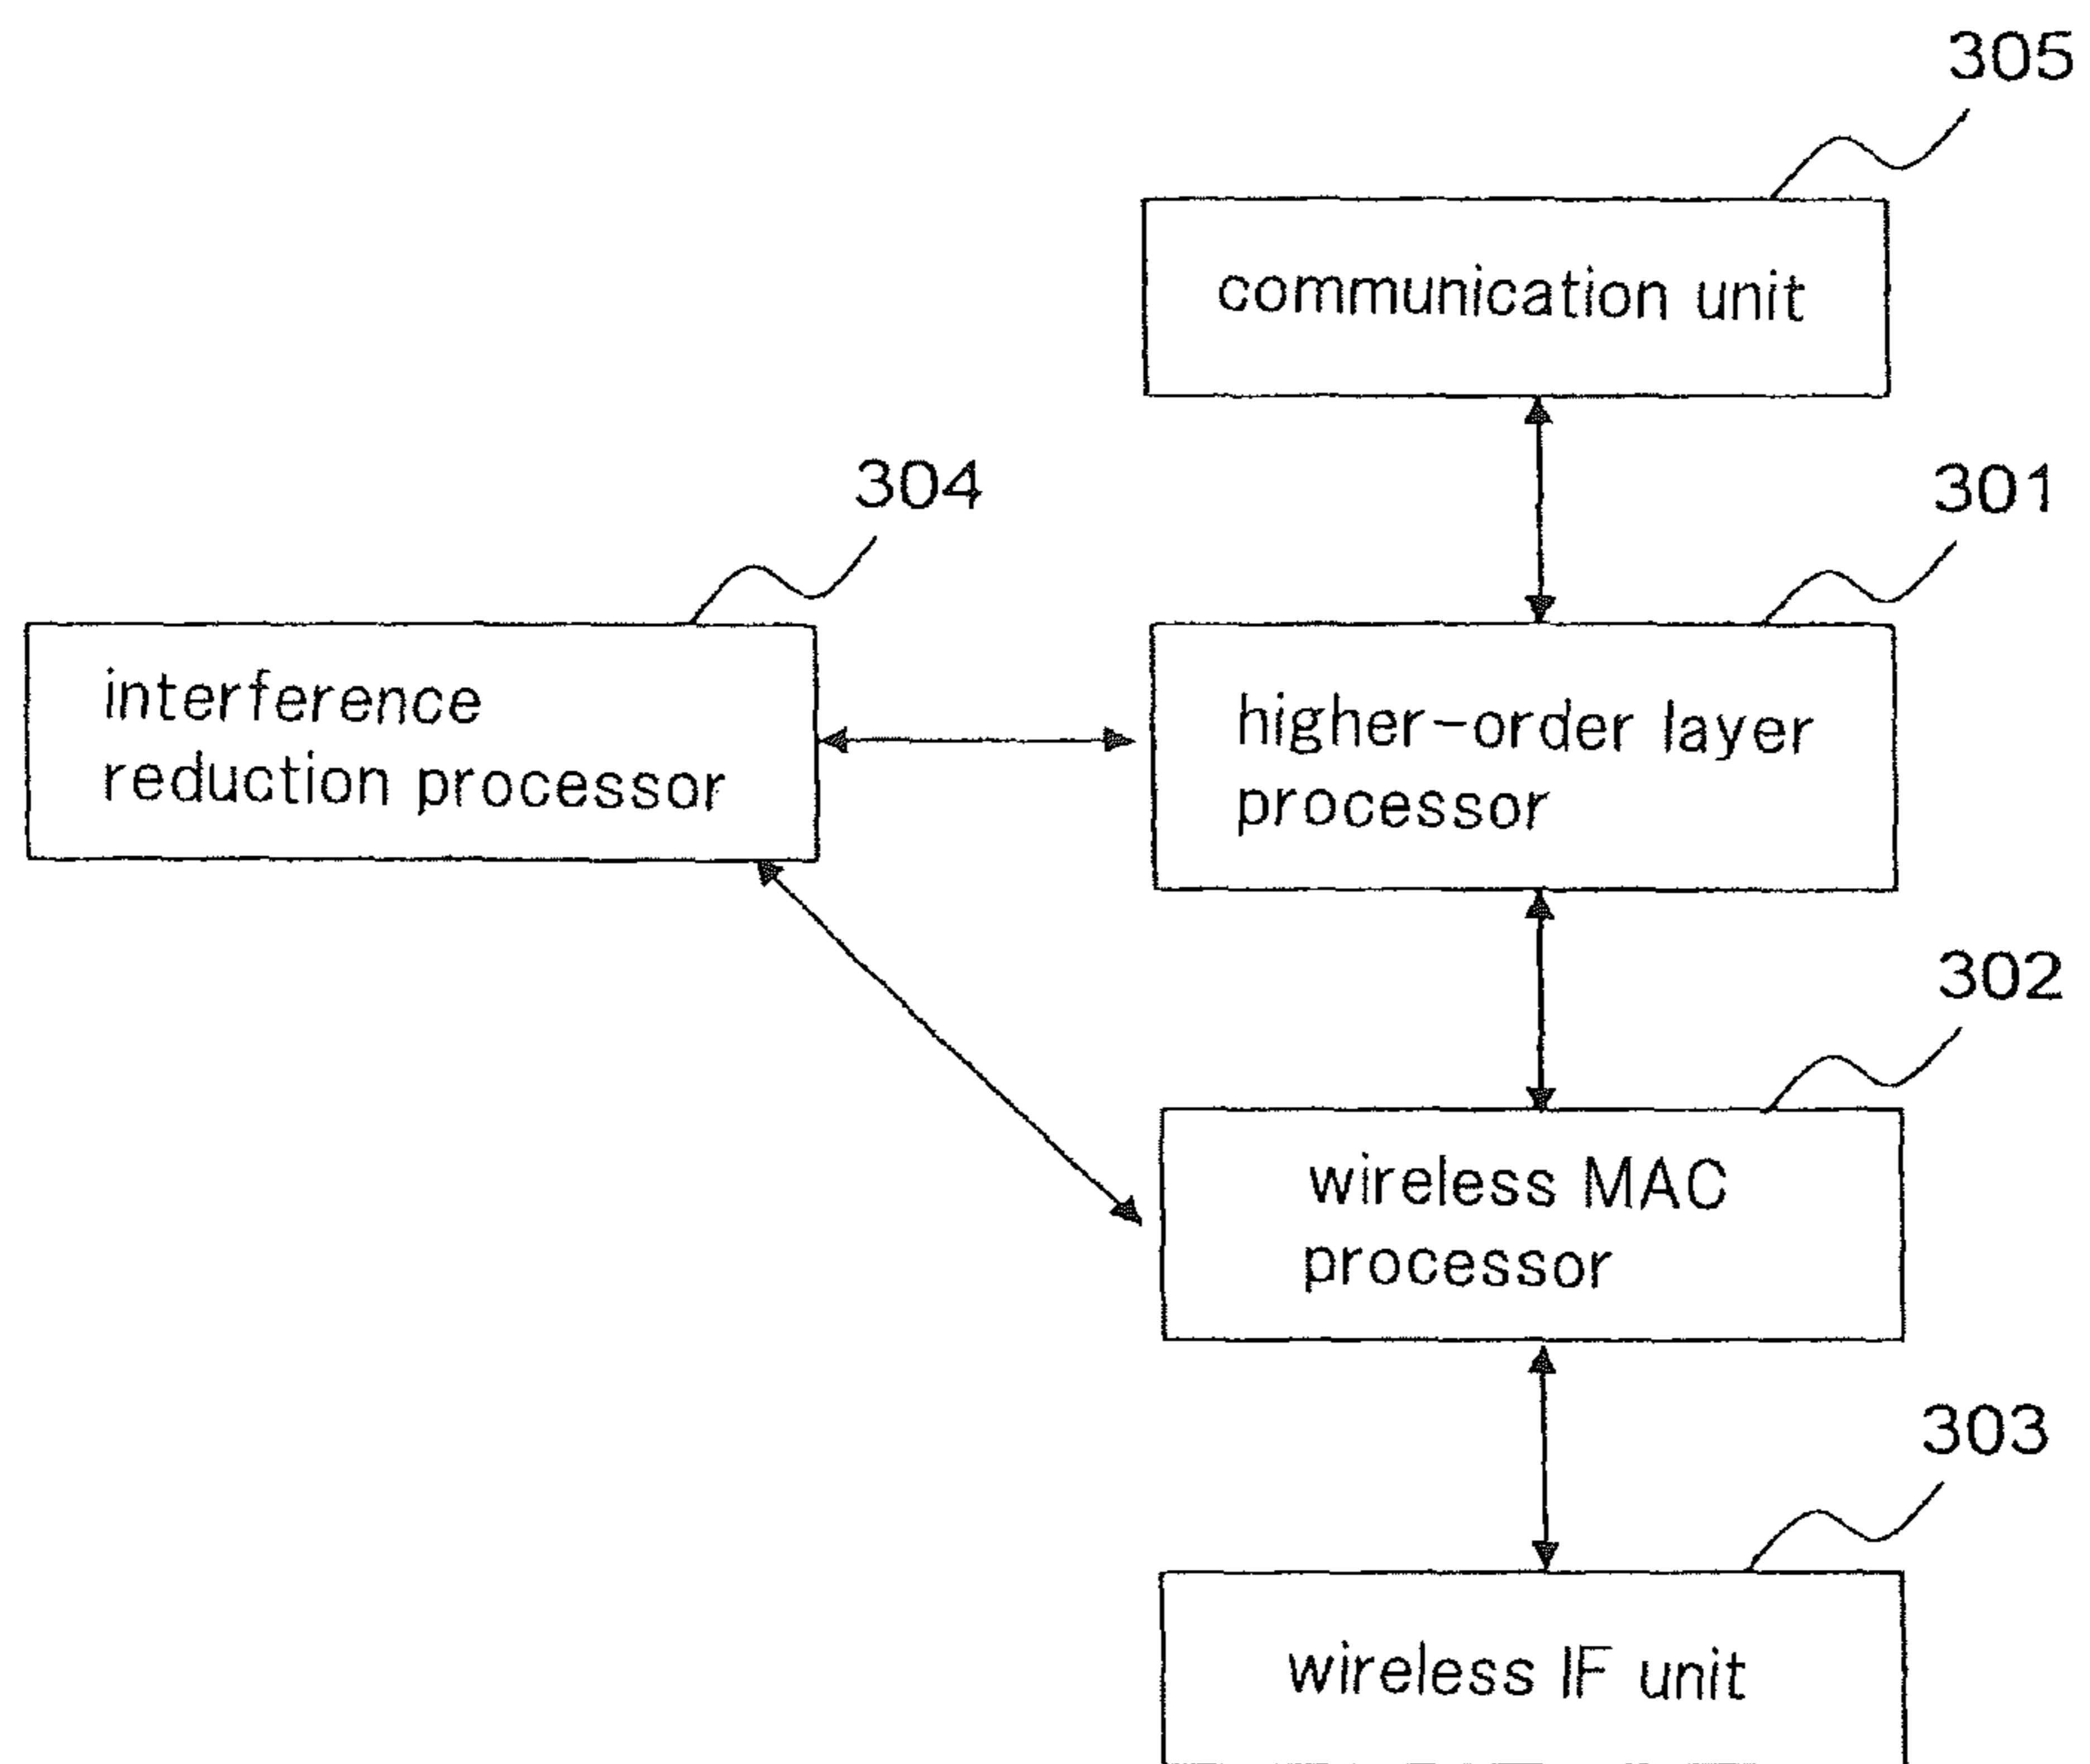 305
communication unit
304
301
interference
reduction processor
higher-order layer
processor
302
wireless MAC
processor
303
wireless IF unit